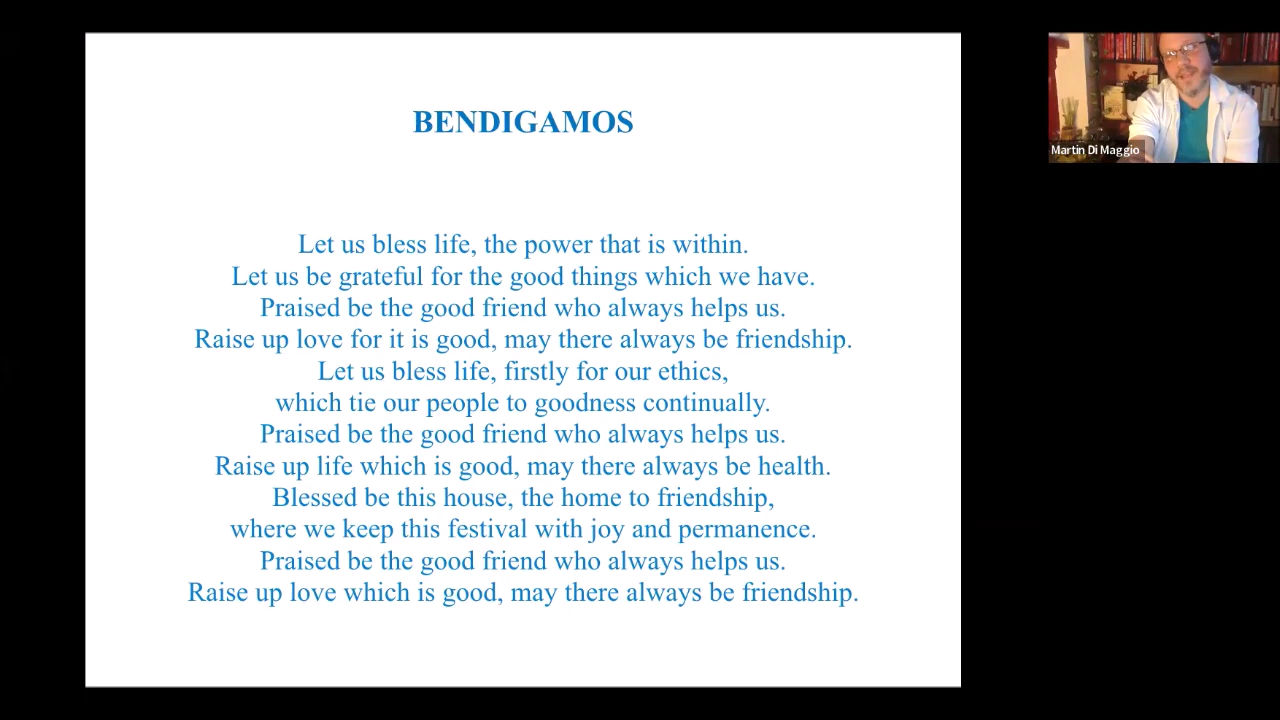 BENDIGAMOS
Let us bless life, the power that is within.
Let us be grateful for the good things which we have.
Praised be the good friend who always helps us.
Raise up love for it is good, may there always be friendship.
Let us bless life, firstly for our ethics,
which tie our people to goodness continually.
Praised be the good friend who always helps us.
Raise up life which is good, may there always be health.
Blessed be this house, the home to friendship,
where we keep this festival with joy and permanence.
Praised be the good friend who always helps us.
Raise up love which is good, may there always be friendship.
Martin Di Maggio